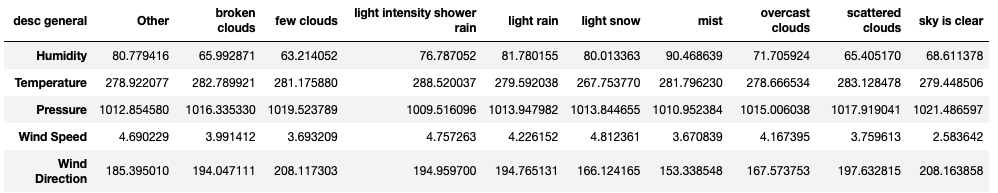 desc general Other broken clouds few clouds light intensity shower rain light rain light snow mist overcast clouds scattered clouds sky is clear
Humidity 80.779416 65.992871 63.214052 76.787052 81.780155 80.013363 90.468639 71.705924 65.405170 68.611378
Temperature 278.922077 282.789921 281.175880 288.520037 279.592038 267.753770 281.796230 278.666534 283.128478 279.448506
Pressure 1012.854580 1016.335330 1019.523789 1009.516096 1013.947982 1013.844655 1010.952384 1015.006038 1017.919041 1021.486597
Wind Speed 4.690229 3.991412 3.693209 4.757263 4.226152 4.812361 3.670839 4.167395 3.759613 2.583642
Wind Direction 185.395010 194.047111 208.117303 194.959700 194.765131 166.124165 153.338548 167.573753 197.632815 208.163858